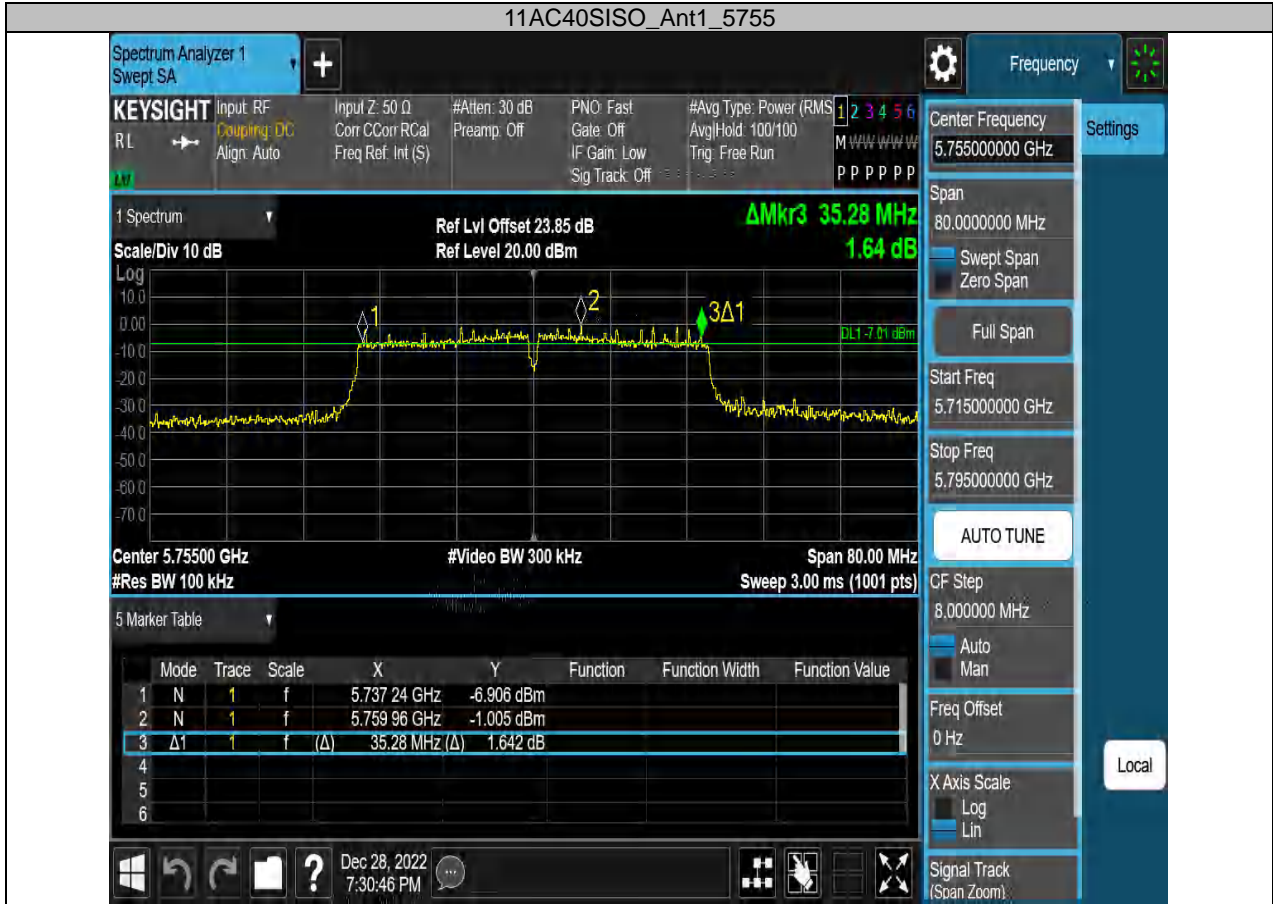 11AC40SISO_Ant1_5755
Spectrum Analyzer 1
Swept SA
+
Frequency
KEYSIGHT
RL
LXI
Input: RF
Coupling: DC
Align: Auto
Input Z: 50 Ω
Corr CCorr RCal
Freq Ref: Int (S)
#Atten: 30 dB
Preamp: Off
PNO: Fast
Gate: Off
IF Gain: Low
Sig Track: Off
#Avg Type: Power (RMS
Avg|Hold: 100/100
Trig: Free Run
1 2 3 4 5 6
M W W W W W
P P P P P P
1 Spectrum
Scale/Div 10 dB
Ref Lvl Offset 23.85 dB
Ref Level 20.00 dBm
ΔMkr3 35.28 MHz
1.64 dB
Log
10.0
0.00
-10.0
-20.0
-30.0
-40.0
-50.0
-60.0
-70.0
1
2
3Δ1
DL1 -7.01 dBm
Center 5.75500 GHz
#Video BW 300 kHz
Span 80.00 MHz
#Res BW 100 kHz
Sweep 3.00 ms (1001 pts)
5 Marker Table
Mode Trace Scale X Y Function Function Width Function Value
1 N 1 f 5.737 24 GHz -6.906 dBm
2 N 1 f 5.759 96 GHz -1.005 dBm
3 Δ1 1 f (Δ) 35.28 MHz (Δ) 1.642 dB
4
5
6
Dec 28, 2022
7:30:46 PM
?
Center Frequency
5.755000000 GHz
Settings
Span
80.0000000 MHz
Swept Span
Zero Span
Full Span
Start Freq
5.715000000 GHz
Stop Freq
5.795000000 GHz
AUTO TUNE
CF Step
8.000000 MHz
Auto
Man
Freq Offset
0 Hz
X Axis Scale
Log
Lin
Local
Signal Track
(Span Zoom)